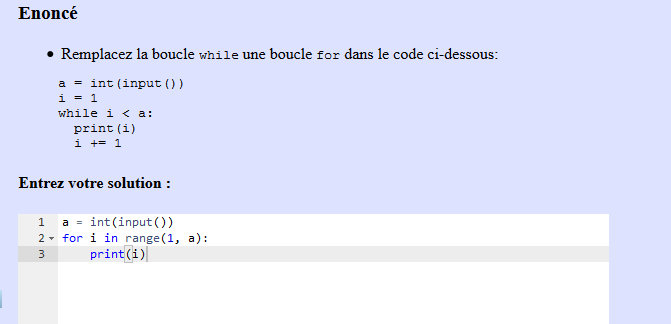 Enoncé
• Remplacez la boucle while une boucle for dans le code ci-dessous:
a = int(input())
i = 1
while i < a:
  print(i)
  i += 1
Entrez votre solution :
1 a = int(input())
2 for i in range(1, a):
3     print(i)